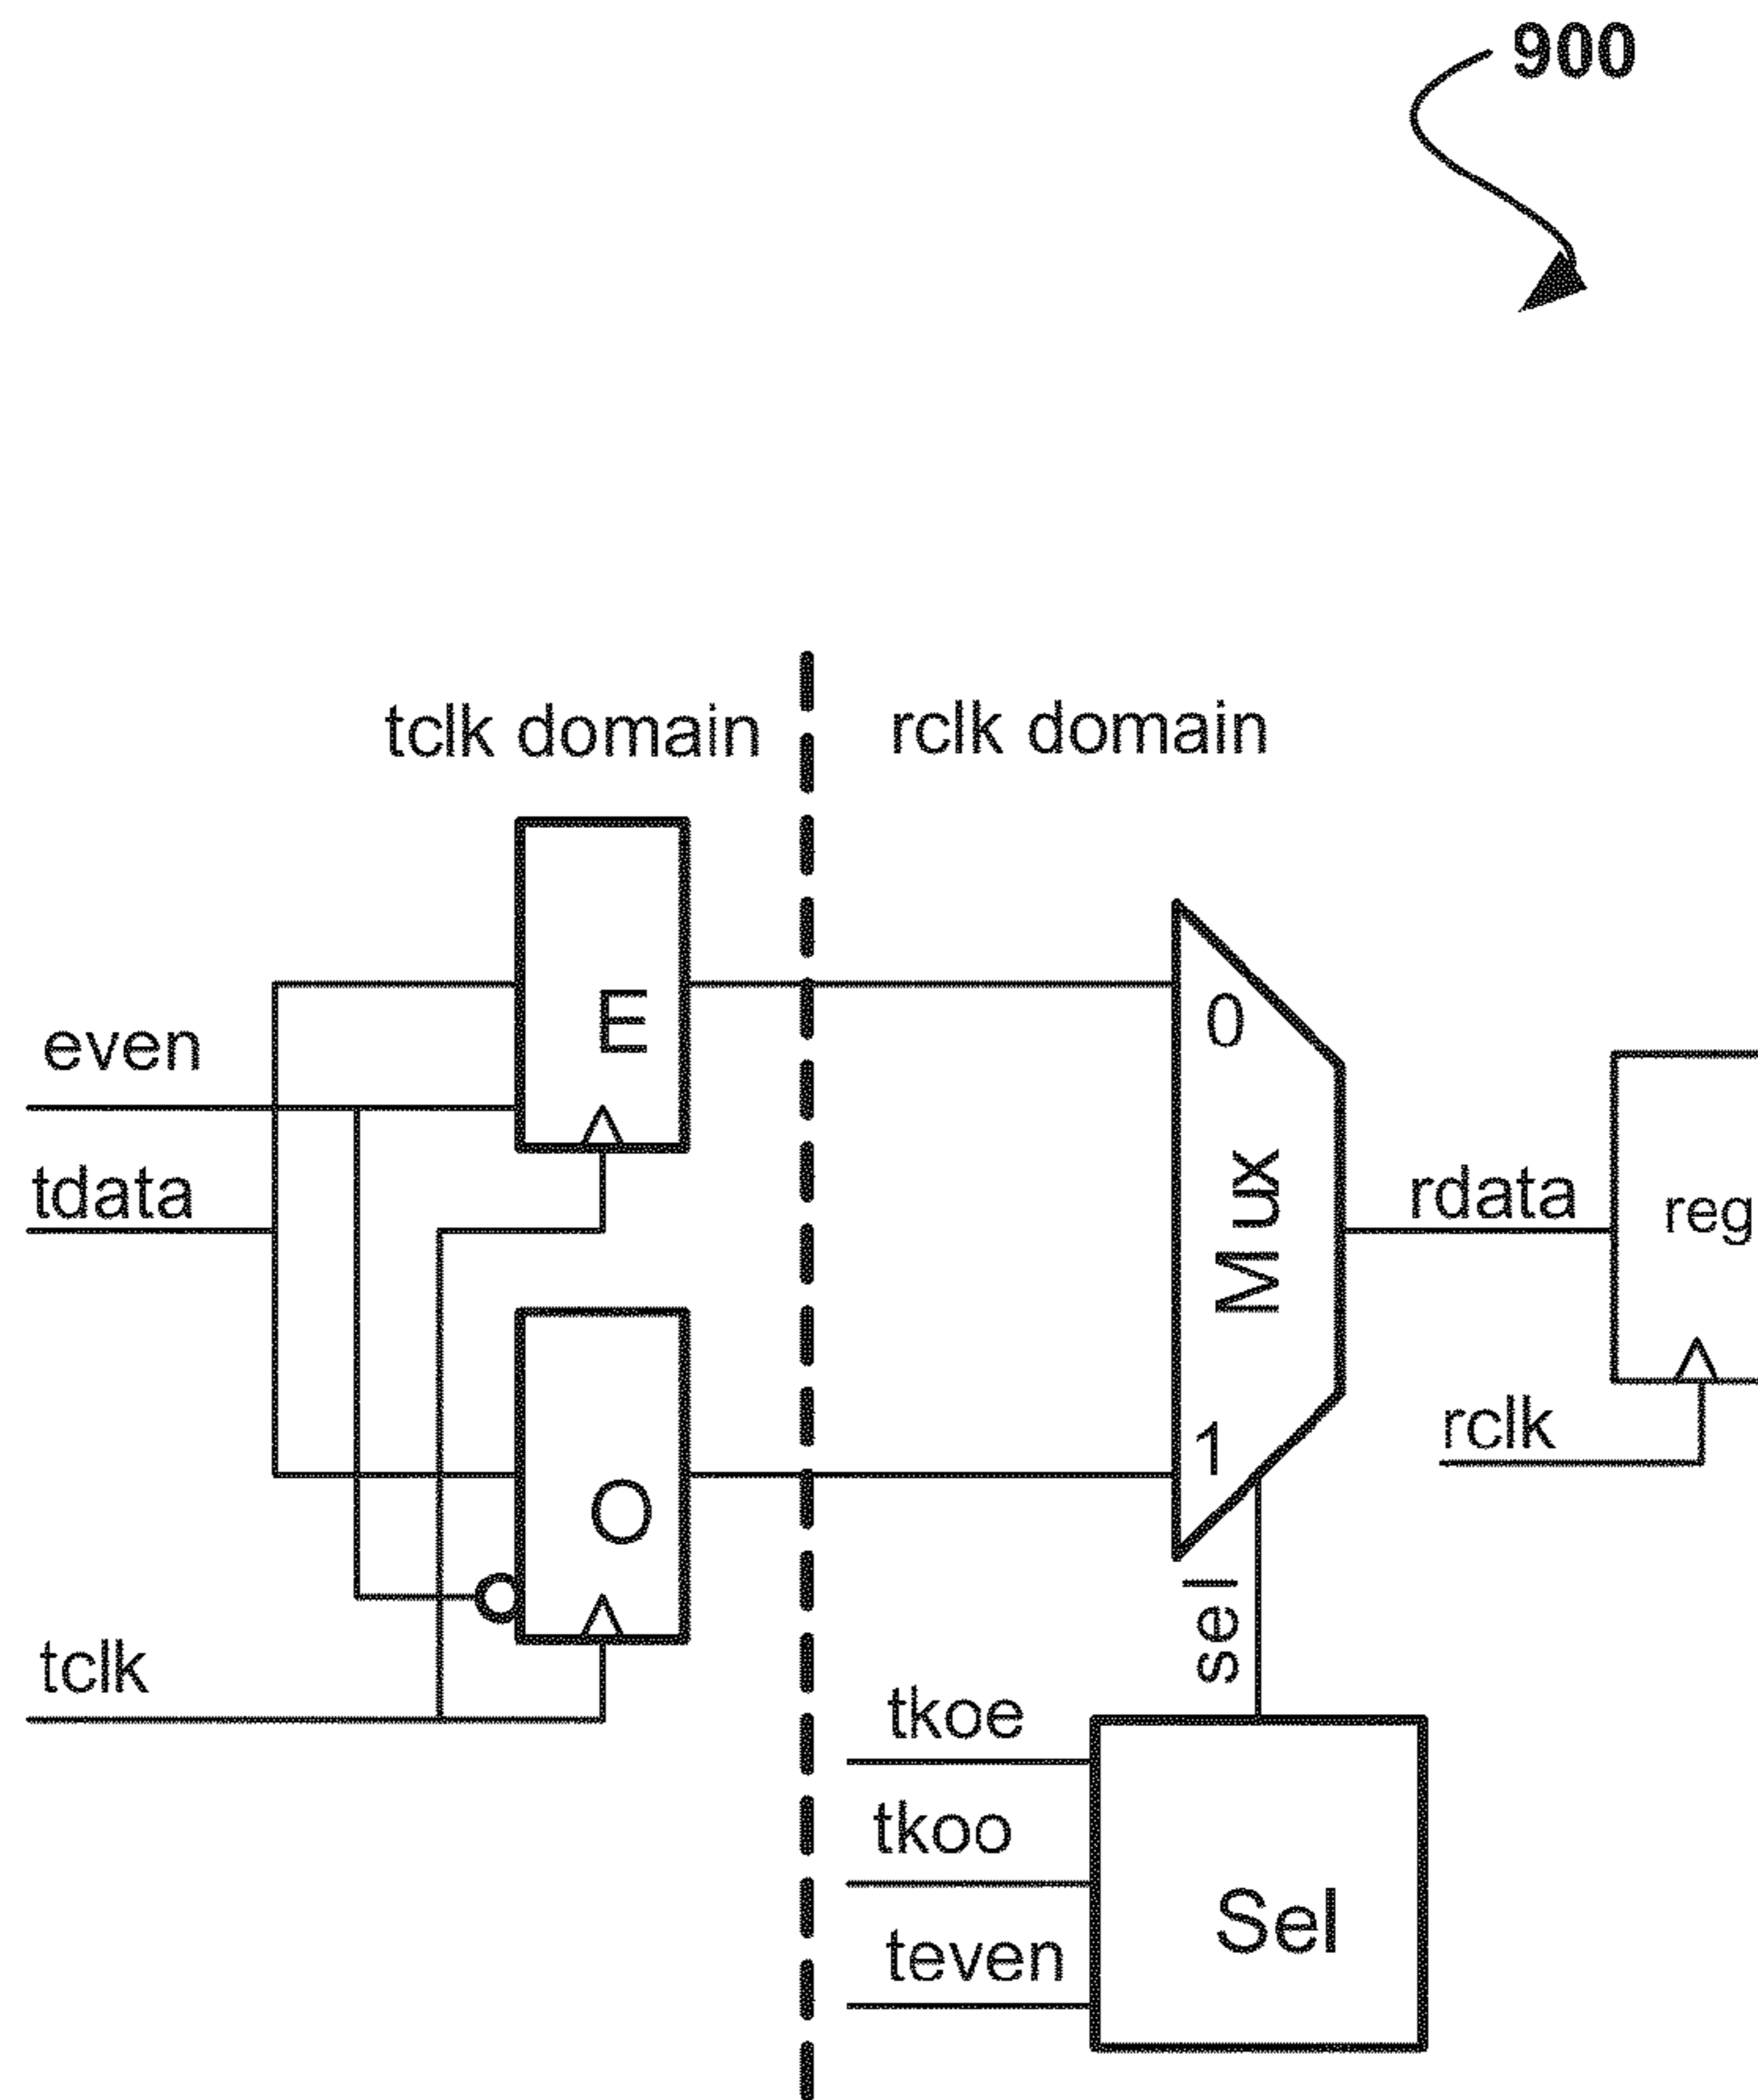 900
tclk domain
rclk domain
E
0
even
Mux
tdata
rdata
reg
1
rclk
O
sel
tclk
tkoe
tkoo
Sel
teven